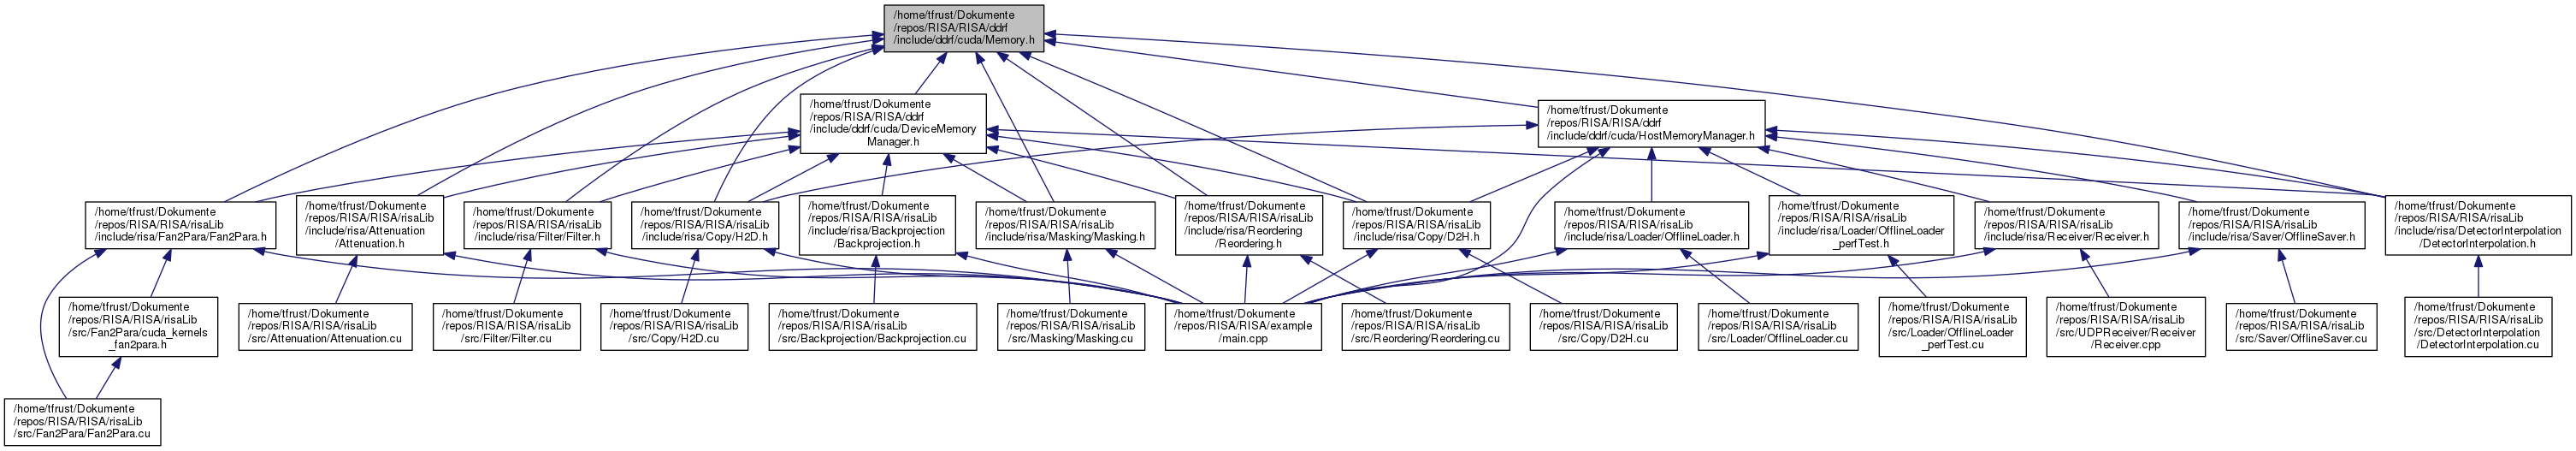 /home/tfrust/Dokumente
/repos/RISA/RISA/ddrf
/include/ddrf/cuda/Memory.h
/home/tfrust/Dokumente
/repos/RISA/RISA/ddrf
/include/ddrf/cuda/DeviceMemory
Manager.h
/home/tfrust/Dokumente
/repos/RISA/RISA/ddrf
/include/ddrf/cuda/HostMemoryManager.h
/home/tfrust/Dokumente
/repos/RISA/RISA/risaLib
/include/risa/Fan2Para/Fan2Para.h
/home/tfrust/Dokumente
/repos/RISA/RISA/risaLib
/include/risa/Attenuation
/Attenuation.h
/home/tfrust/Dokumente
/repos/RISA/RISA/risaLib
/include/risa/Filter/Filter.h
/home/tfrust/Dokumente
/repos/RISA/RISA/risaLib
/include/risa/Copy/H2D.h
/home/tfrust/Dokumente
/repos/RISA/RISA/risaLib
/include/risa/Backprojection
/Backprojection.h
/home/tfrust/Dokumente
/repos/RISA/RISA/risaLib
/include/risa/Masking/Masking.h
/home/tfrust/Dokumente
/repos/RISA/RISA/risaLib
/include/risa/Reordering
/Reordering.h
/home/tfrust/Dokumente
/repos/RISA/RISA/risaLib
/include/risa/Copy/D2H.h
/home/tfrust/Dokumente
/repos/RISA/RISA/risaLib
/include/risa/Loader/OfflineLoader.h
/home/tfrust/Dokumente
/repos/RISA/RISA/risaLib
/include/risa/Loader/OfflineLoader
_perfTest.h
/home/tfrust/Dokumente
/repos/RISA/RISA/risaLib
/include/risa/Receiver/Receiver.h
/home/tfrust/Dokumente
/repos/RISA/RISA/risaLib
/include/risa/Saver/OfflineSaver.h
/home/tfrust/Dokumente
/repos/RISA/RISA/risaLib
/include/risa/DetectorInterpolation
/DetectorInterpolation.h
/home/tfrust/Dokumente
/repos/RISA/RISA/risaLib
/src/Fan2Para/cuda_kernels
_fan2para.h
/home/tfrust/Dokumente
/repos/RISA/RISA/risaLib
/src/Attenuation/Attenuation.cu
/home/tfrust/Dokumente
/repos/RISA/RISA/risaLib
/src/Filter/Filter.cu
/home/tfrust/Dokumente
/repos/RISA/RISA/risaLib
/src/Copy/H2D.cu
/home/tfrust/Dokumente
/repos/RISA/RISA/risaLib
/src/Backprojection/Backprojection.cu
/home/tfrust/Dokumente
/repos/RISA/RISA/risaLib
/src/Masking/Masking.cu
/home/tfrust/Dokumente
/repos/RISA/RISA/example
/main.cpp
/home/tfrust/Dokumente
/repos/RISA/RISA/risaLib
/src/Reordering/Reordering.cu
/home/tfrust/Dokumente
/repos/RISA/RISA/risaLib
/src/Copy/D2H.cu
/home/tfrust/Dokumente
/repos/RISA/RISA/risaLib
/src/Loader/OfflineLoader.cu
/home/tfrust/Dokumente
/repos/RISA/RISA/risaLib
/src/Loader/OfflineLoader
_perfTest.cu
/home/tfrust/Dokumente
/repos/RISA/RISA/risaLib
/src/UDPReceiver/Receiver
/Receiver.cpp
/home/tfrust/Dokumente
/repos/RISA/RISA/risaLib
/src/Saver/OfflineSaver.cu
/home/tfrust/Dokumente
/repos/RISA/RISA/risaLib
/src/DetectorInterpolation
/DetectorInterpolation.cu
/home/tfrust/Dokumente
/repos/RISA/RISA/risaLib
/src/Fan2Para/Fan2Para.cu